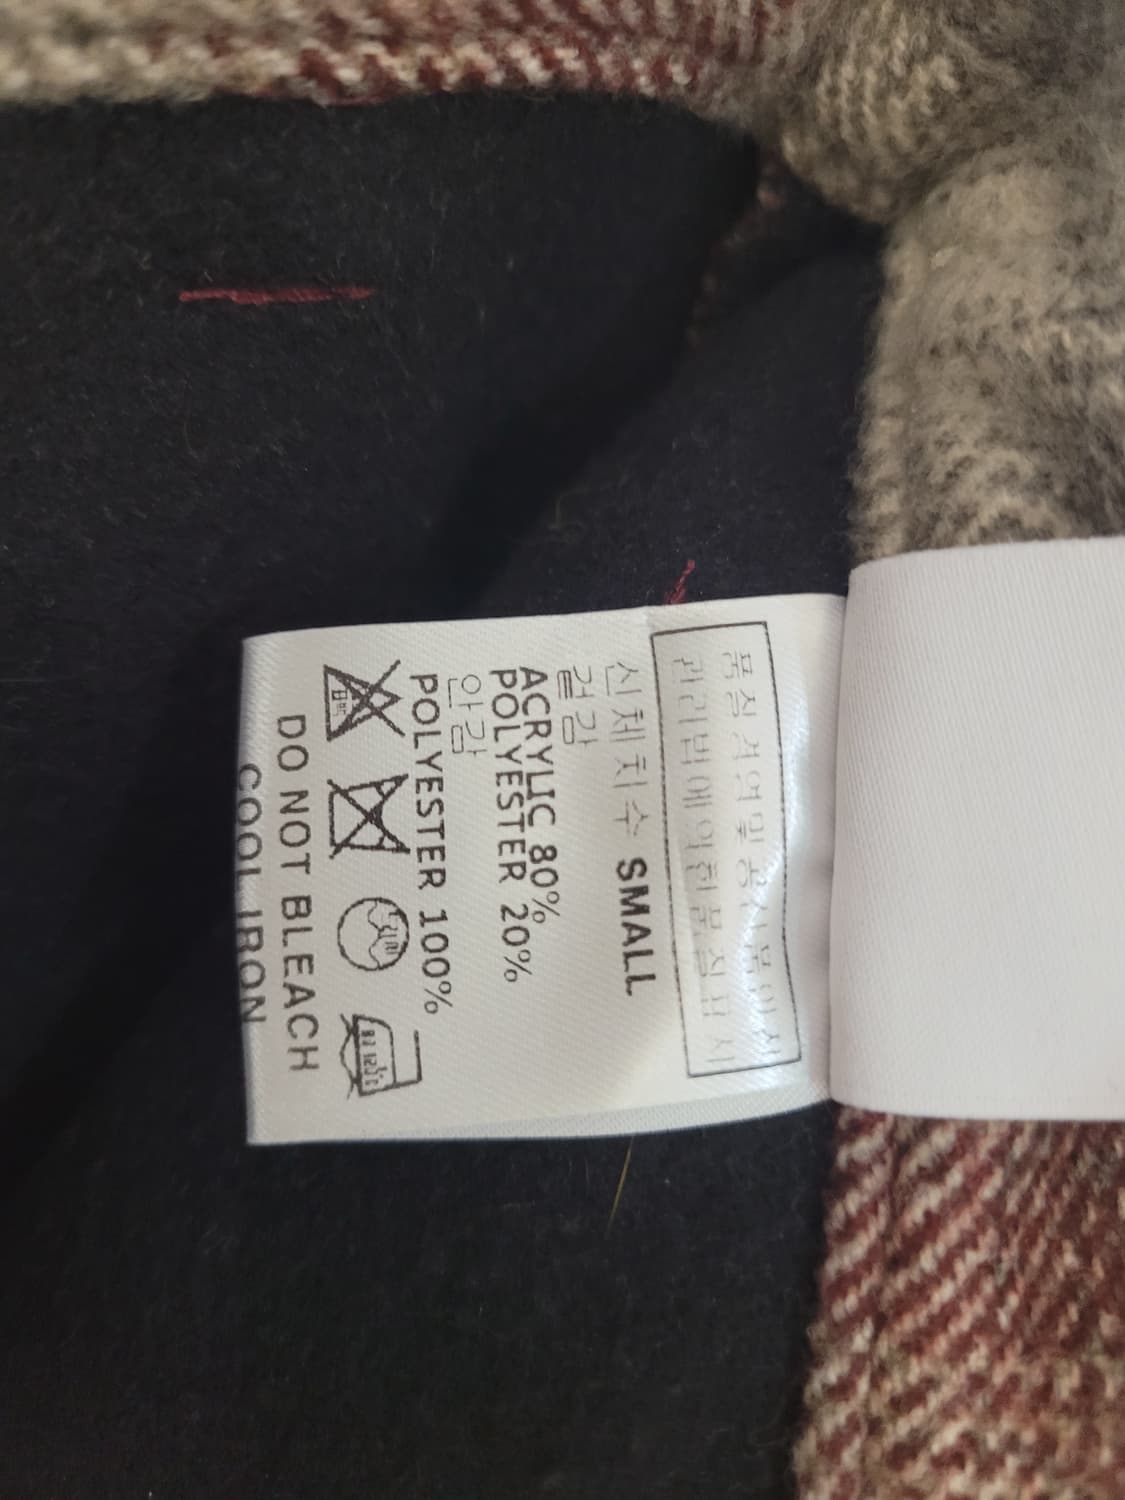 품질경영및공산품안전
관리법에의한품질표시
신체치수 SMALL
겉감
ACRYLIC 80%
POLYESTER 20%
안감
POLYESTER 100%
DO NOT BLEACH
COOL IRON